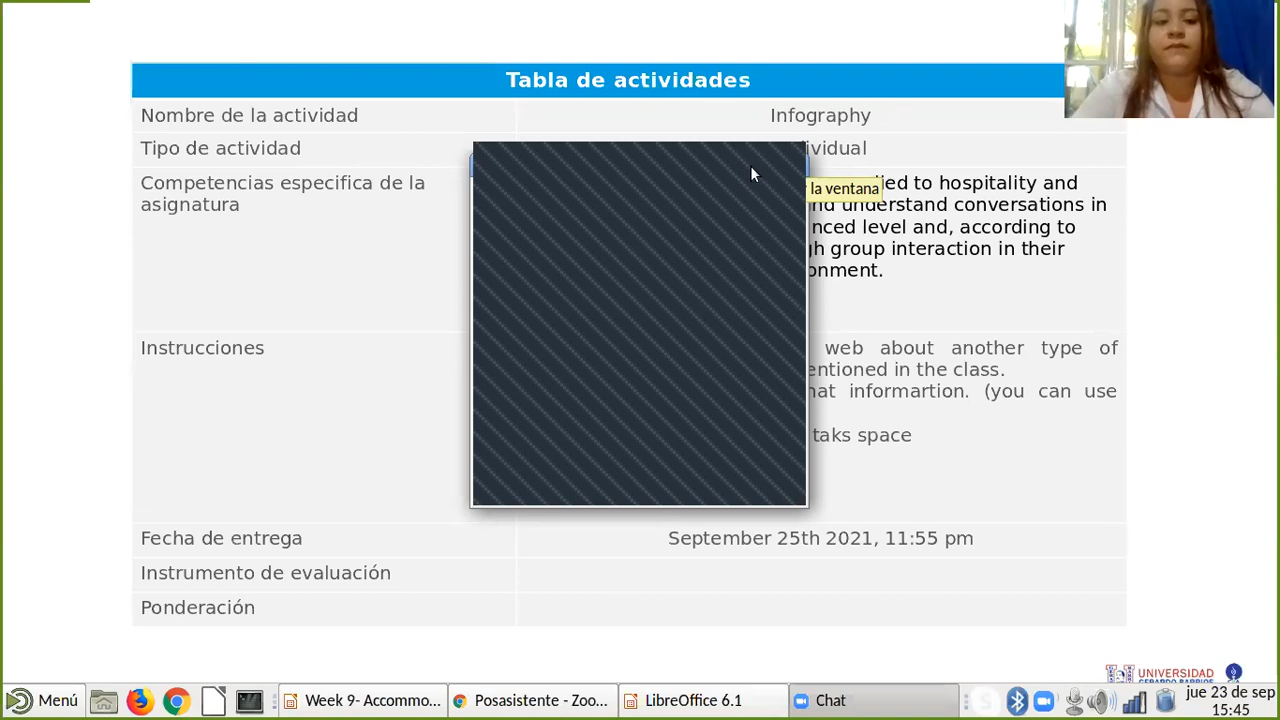 Tabla de actividades
Nombre de la actividad
Infography
Tipo de actividad
ividual
Competencias especifica de la
asignatura
ied to hospitality and
nd understand conversations in
nced level and, according to
gh group interaction in their
onment.
la ventana
Instrucciones
web about another type of
entioned in the class.
hat informartion. (you can use
taks space
Fecha de entrega
September 25th 2021, 11:55 pm
Instrumento de evaluación
Ponderación
UNIVERSIDAD
GERARDO BARRIOS
Menú
Week 9- Accommo...
Posasistente - Zoo...
LibreOffice 6.1
Chat
jue 23 de sep
15:45